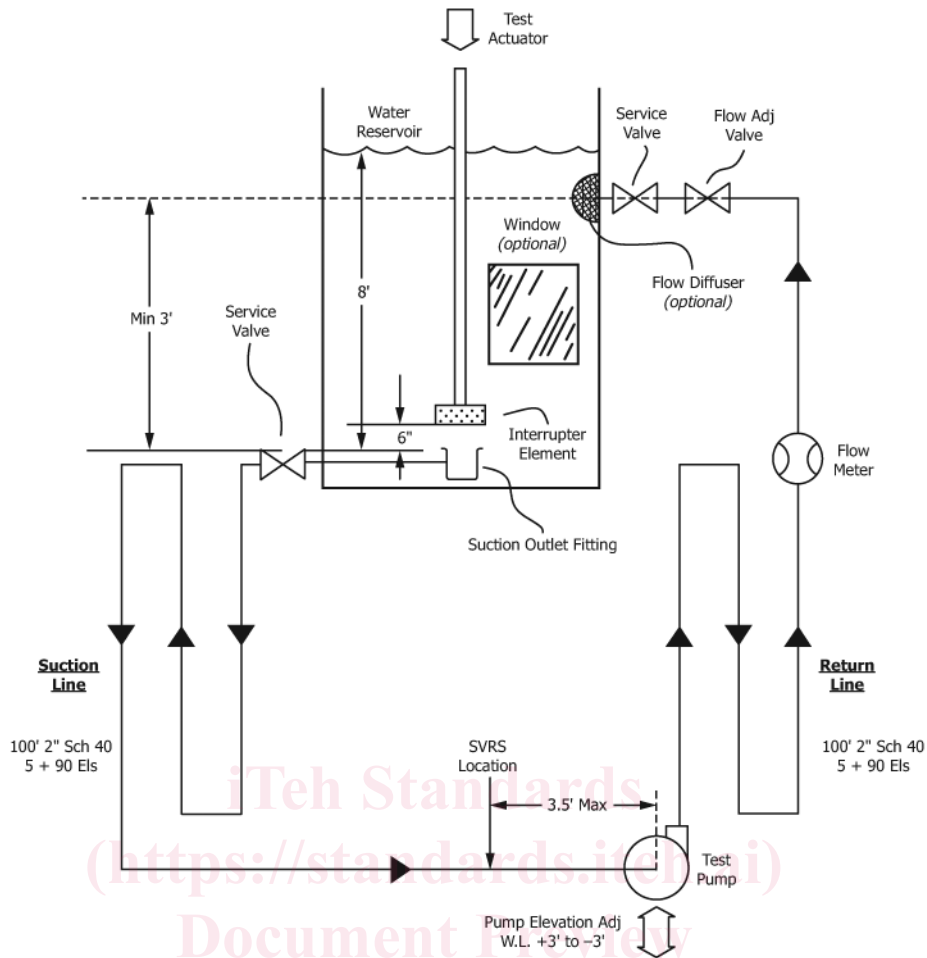 Test
Actuator
Water
Reservoir
Service
Valve
Flow Adj
Valve
Window
(optional)
Flow Diffuser
(optional)
8'
Min 3'
Service
Valve
6"
Interrupter
Element
Flow
Meter
Suction Outlet Fitting
Suction
Line
Return
Line
100' 2" Sch 40
5 + 90 Els
SVRS
Location
100' 2" Sch 40
5 + 90 Els
iTeh Standards
3.5' Max
(https://standards.iteh.ai)
Test
Pump
Pump Elevation Adj
W.L. +3' to –3'
Document Preview